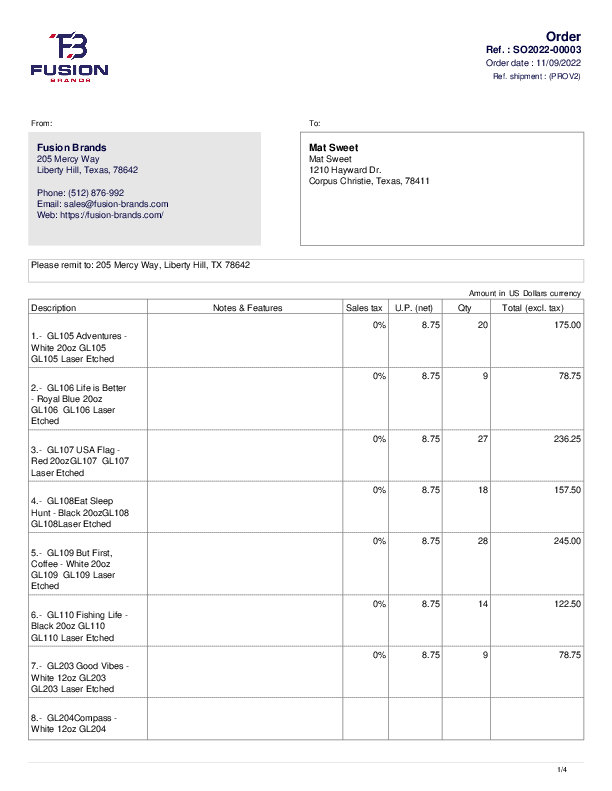 FUSION
BRANDS
Order
Ref. : SO2022-00003
Order date : 11/09/2022
Ref. shipment : (PROV2)
From:
To:
Fusion Brands
205 Mercy Way
Liberty Hill, Texas, 78642
Phone: (512) 876-992
Email: sales@fusion-brands.com
Web: https://fusion-brands.com/
Mat Sweet
Mat Sweet
1210 Hayward Dr.
Corpus Christie, Texas, 78411
Please remit to: 205 Mercy Way, Liberty Hill, TX 78642
Amount in US Dollars currency
Description Notes & Features Sales tax U.P. (net) Qty Total (excl. tax)
0% 8.75 20 175.00
1.- GL105 Adventures -
White 20oz GL105
GL105 Laser Etched
0% 8.75 9 78.75
2.- GL106 Life is Better
- Royal Blue 20oz
GL106 GL106 Laser
Etched
0% 8.75 27 236.25
3.- GL107 USA Flag -
Red 20ozGL107 GL107
Laser Etched
0% 8.75 18 157.50
4.- GL108Eat Sleep
Hunt - Black 20ozGL108
GL108Laser Etched
0% 8.75 28 245.00
5.- GL109 But First,
Coffee - White 20oz
GL109 GL109 Laser
Etched
0% 8.75 14 122.50
6.- GL110 Fishing Life -
Black 20oz GL110
GL110 Laser Etched
0% 8.75 9 78.75
7.- GL203 Good Vibes -
White 12oz GL203
GL203 Laser Etched
8.- GL204Compass -
White 12oz GL204
1/4